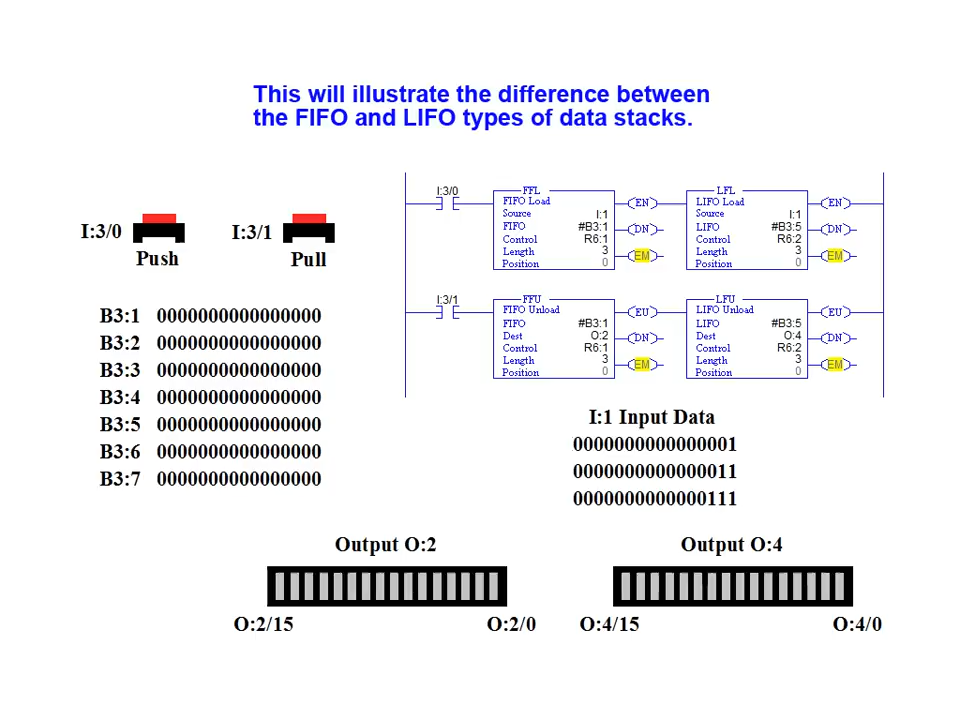 This will illustrate the difference between
the FIFO and LIFO types of data stacks.
I:3/0
Push
I:3/1
Pull
I:3/0
FFL
FIFO Load
Source I:1
FIFO #B3:1
Control R6:1
Length 3
Position 0
EN
DN
EM
LFL
LIFO Load
Source I:1
LIFO #B3:5
Control R6:2
Length 3
Position 0
EN
DN
EM
I:3/1
FFU
FIFO Unload
FIFO #B3:1
Dest O:2
Control R6:1
Length 3
Position 0
EU
DN
EM
LFU
LIFO Unload
LIFO #B3:5
Dest O:4
Control R6:2
Length 3
Position 0
EU
DN
EM
B3:1 0000000000000000
B3:2 0000000000000000
B3:3 0000000000000000
B3:4 0000000000000000
B3:5 0000000000000000
B3:6 0000000000000000
B3:7 0000000000000000
I:1 Input Data
0000000000000001
0000000000000011
0000000000000111
Output O:2
O:2/15 O:2/0
Output O:4
O:4/15 O:4/0